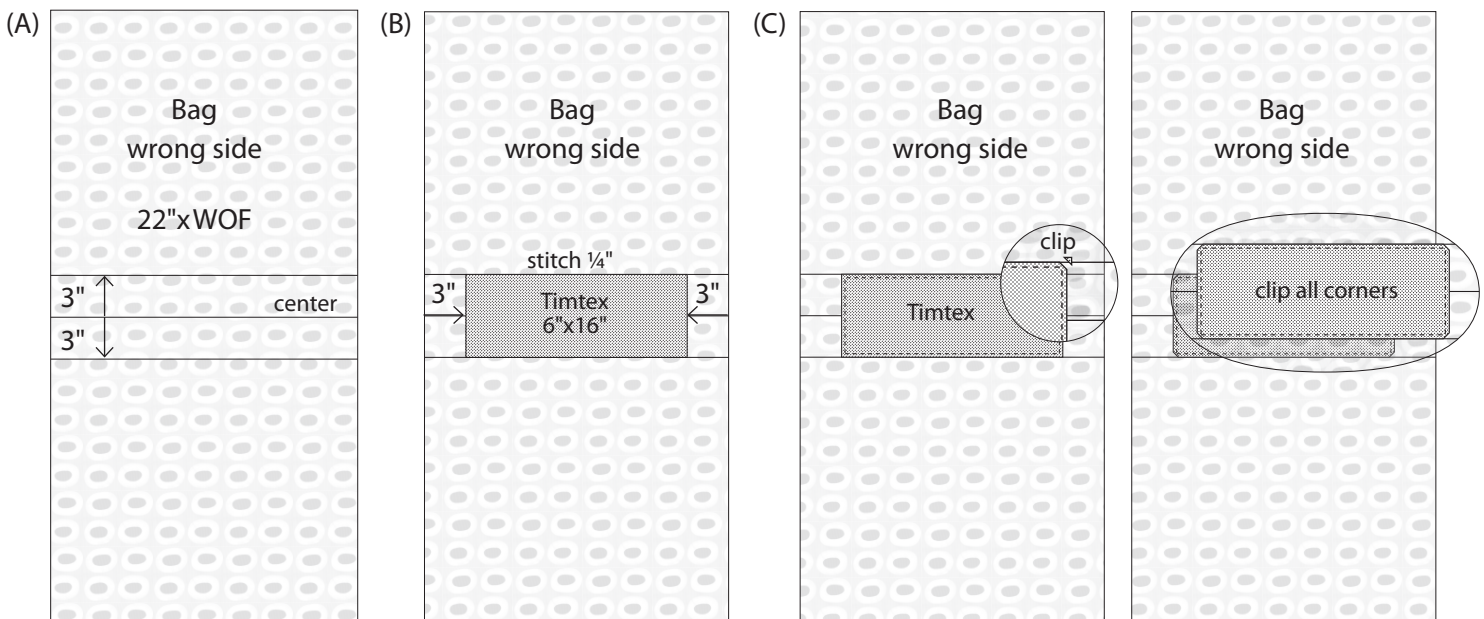 (A)
Bag
wrong side
22"x WOF
3"
center
3"
(B)
Bag
wrong side
stitch ¼"
3"
Timtex
6"x16"
3"
(C)
Bag
wrong side
clip
Timtex
Bag
wrong side
clip all corners